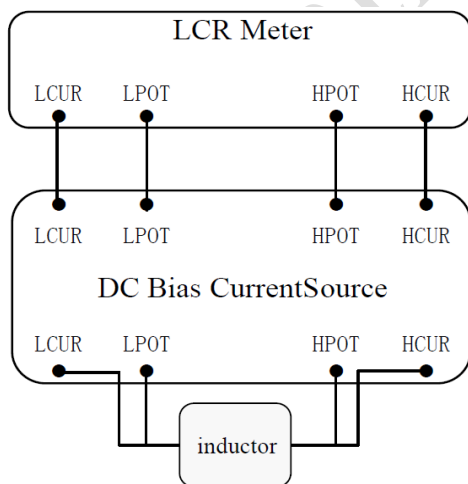 LCR Meter
LCUR LPOT HPOT HCUR
LCUR LPOT HPOT HCUR
DC Bias CurrentSource
LCUR LPOT HPOT HCUR
inductor